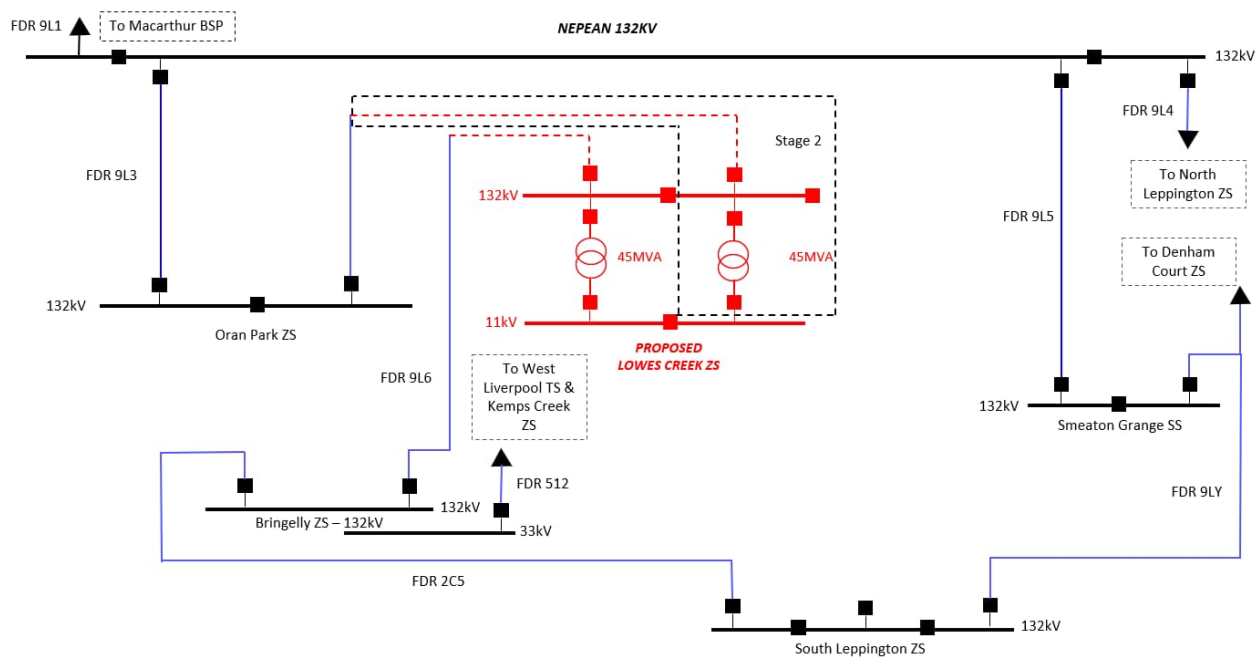 FDR 9L1
To Macarthur BSP
NEPEAN 132KV
132kV
FDR 9L4
Stage 2
To North
Leppington ZS
FDR 9L3
132kV
FDR 9L5
To Denham
Court ZS
45MVA
45MVA
132kV
Oran Park ZS
11kV
PROPOSED
LOWES CREEK ZS
FDR 9L6
To West
Liverpool TS &
Kemps Creek
ZS
132kV
Smeaton Grange SS
FDR 512
FDR 9LY
132kV
Bringelly ZS – 132kV
33kV
FDR 2C5
132kV
South Leppington ZS